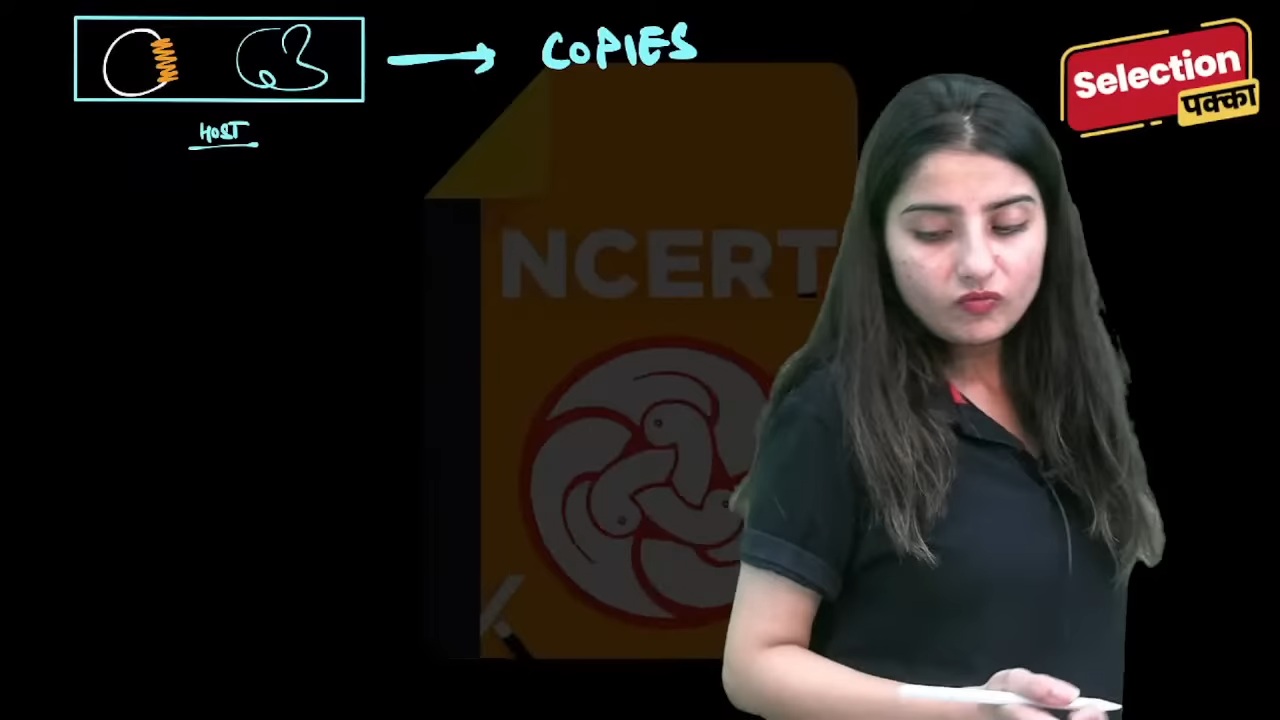 COPIES
HOST
Selection
पक्का
NCERT